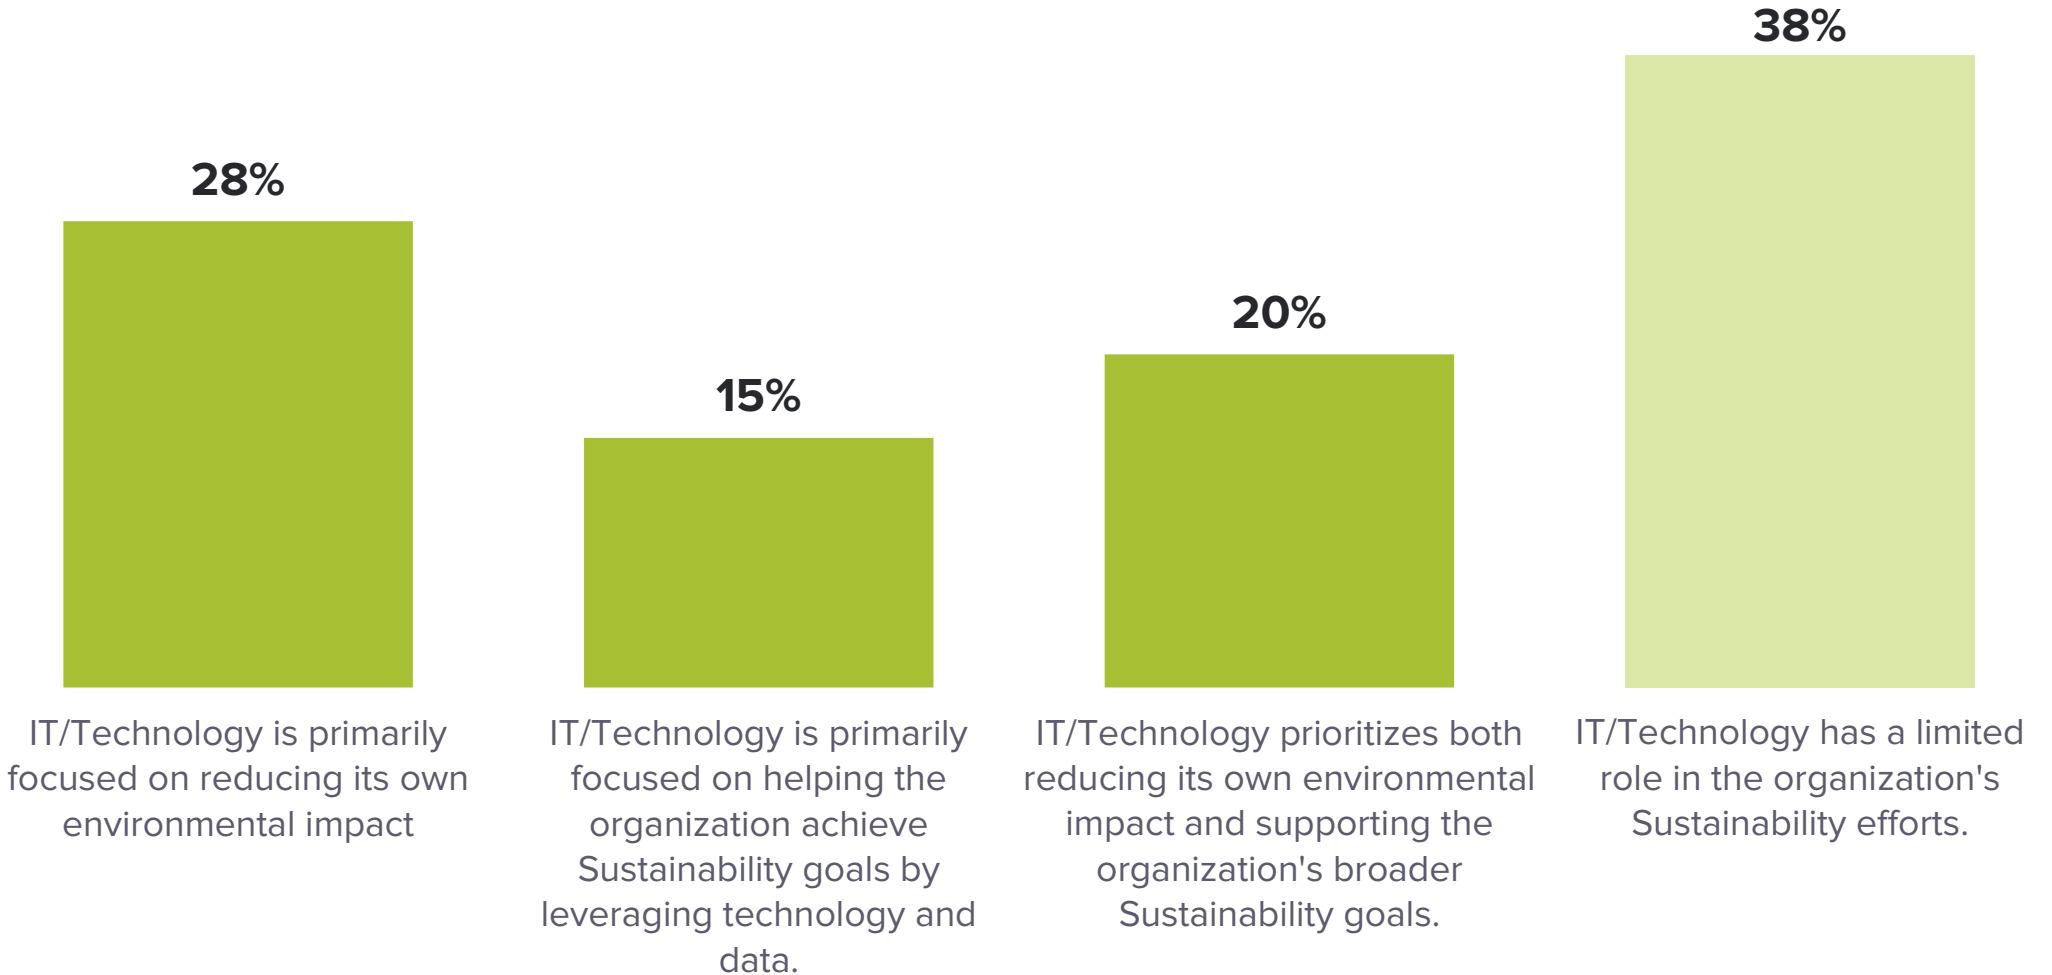 28%
IT/Technology is primarily
focused on reducing its own
environmental impact
15%
IT/Technology is primarily
focused on helping the
organization achieve
Sustainability goals by
leveraging technology and
data.
20%
IT/Technology prioritizes both
reducing its own environmental
impact and supporting the
organization's broader
Sustainability goals.
38%
IT/Technology has a limited
role in the organization's
Sustainability efforts.